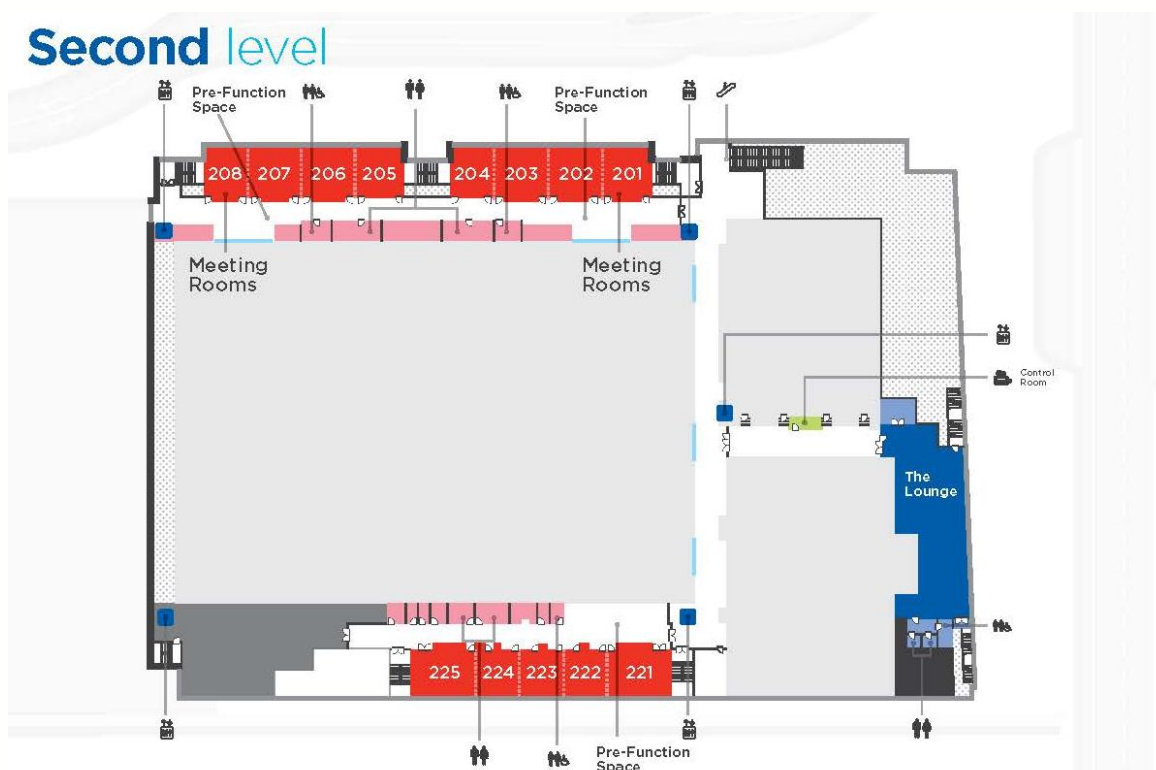 Second level
Pre-Function
Space
Pre-Function
Space
208 207 206 205 204 203 202 201
Meeting
Rooms
Meeting
Rooms
Control
Room
The
Lounge
225 224 223 222 221
Pre-Function
Space